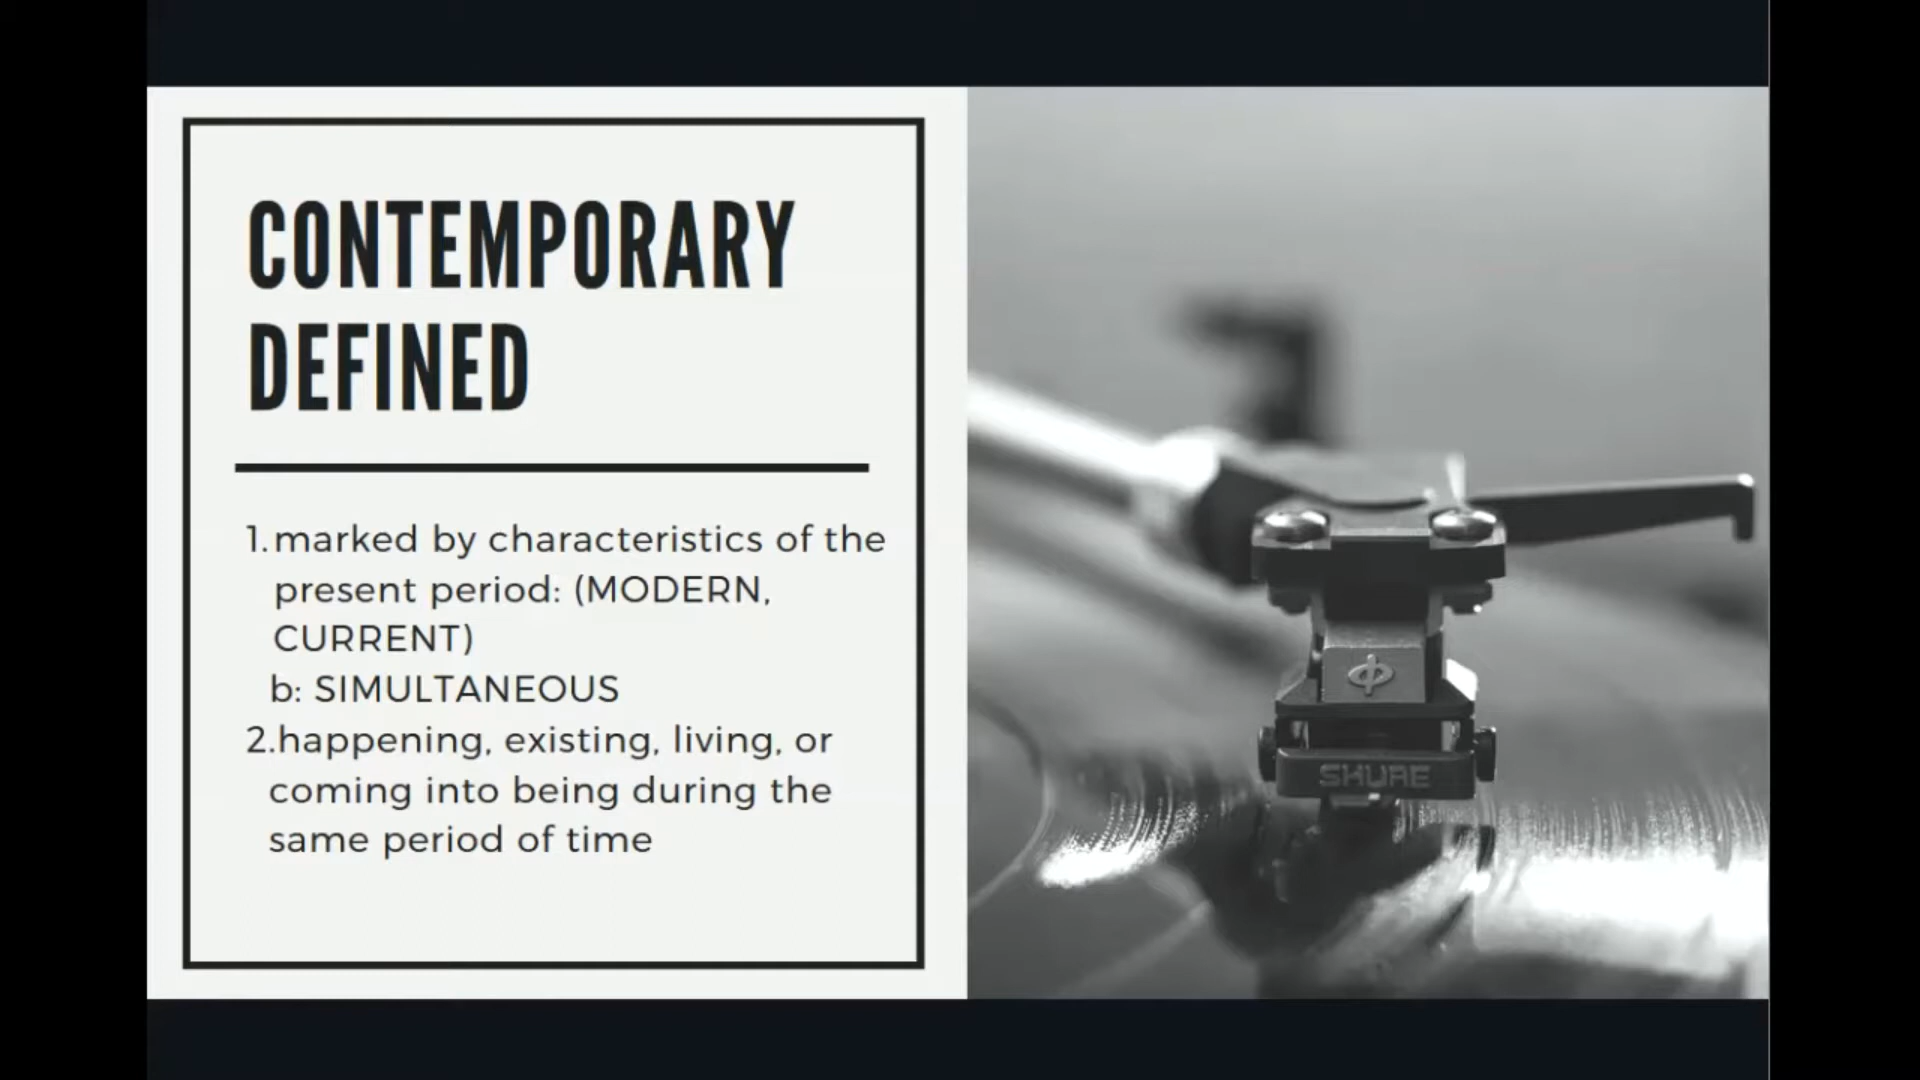 CONTEMPORARY
DEFINED
1. marked by characteristics of the
present period: (MODERN,
CURRENT)
b: SIMULTANEOUS
2.happening, existing, living, or
coming into being during the
same period of time
SHURE